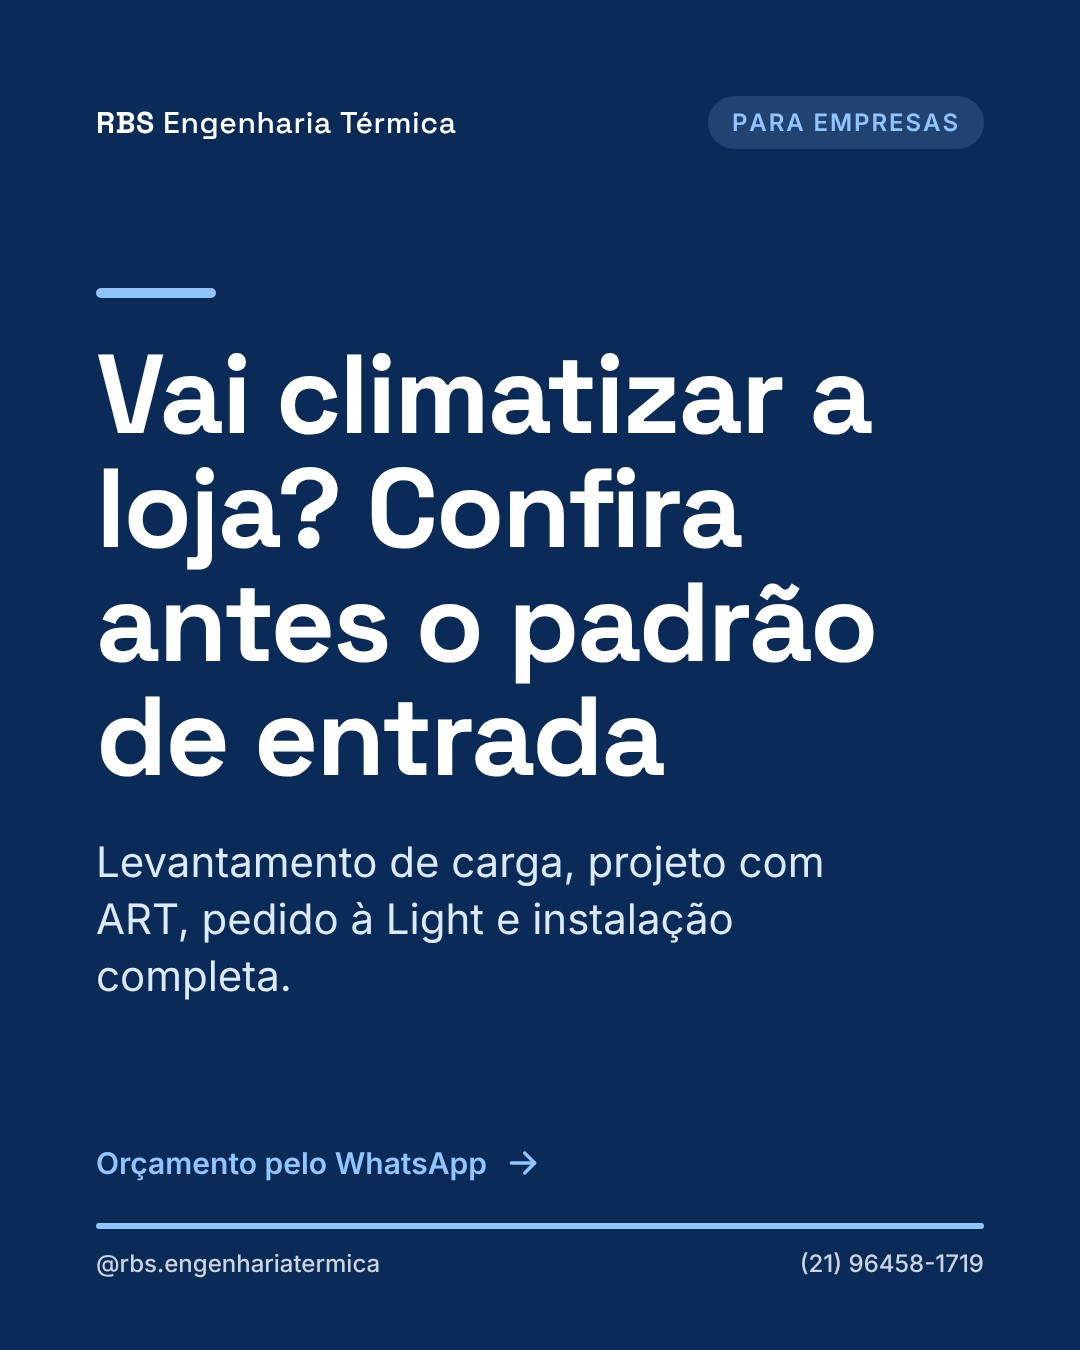 RBS Engenharia Térmica
PARA EMPRESAS
Vai climatizar a
loja? Confira
antes o padrão
de entrada
Levantamento de carga, projeto com
ART, pedido à Light e instalação
completa.
Orçamento pelo WhatsApp →
@rbs.engenhariatermica
(21) 96458-1719